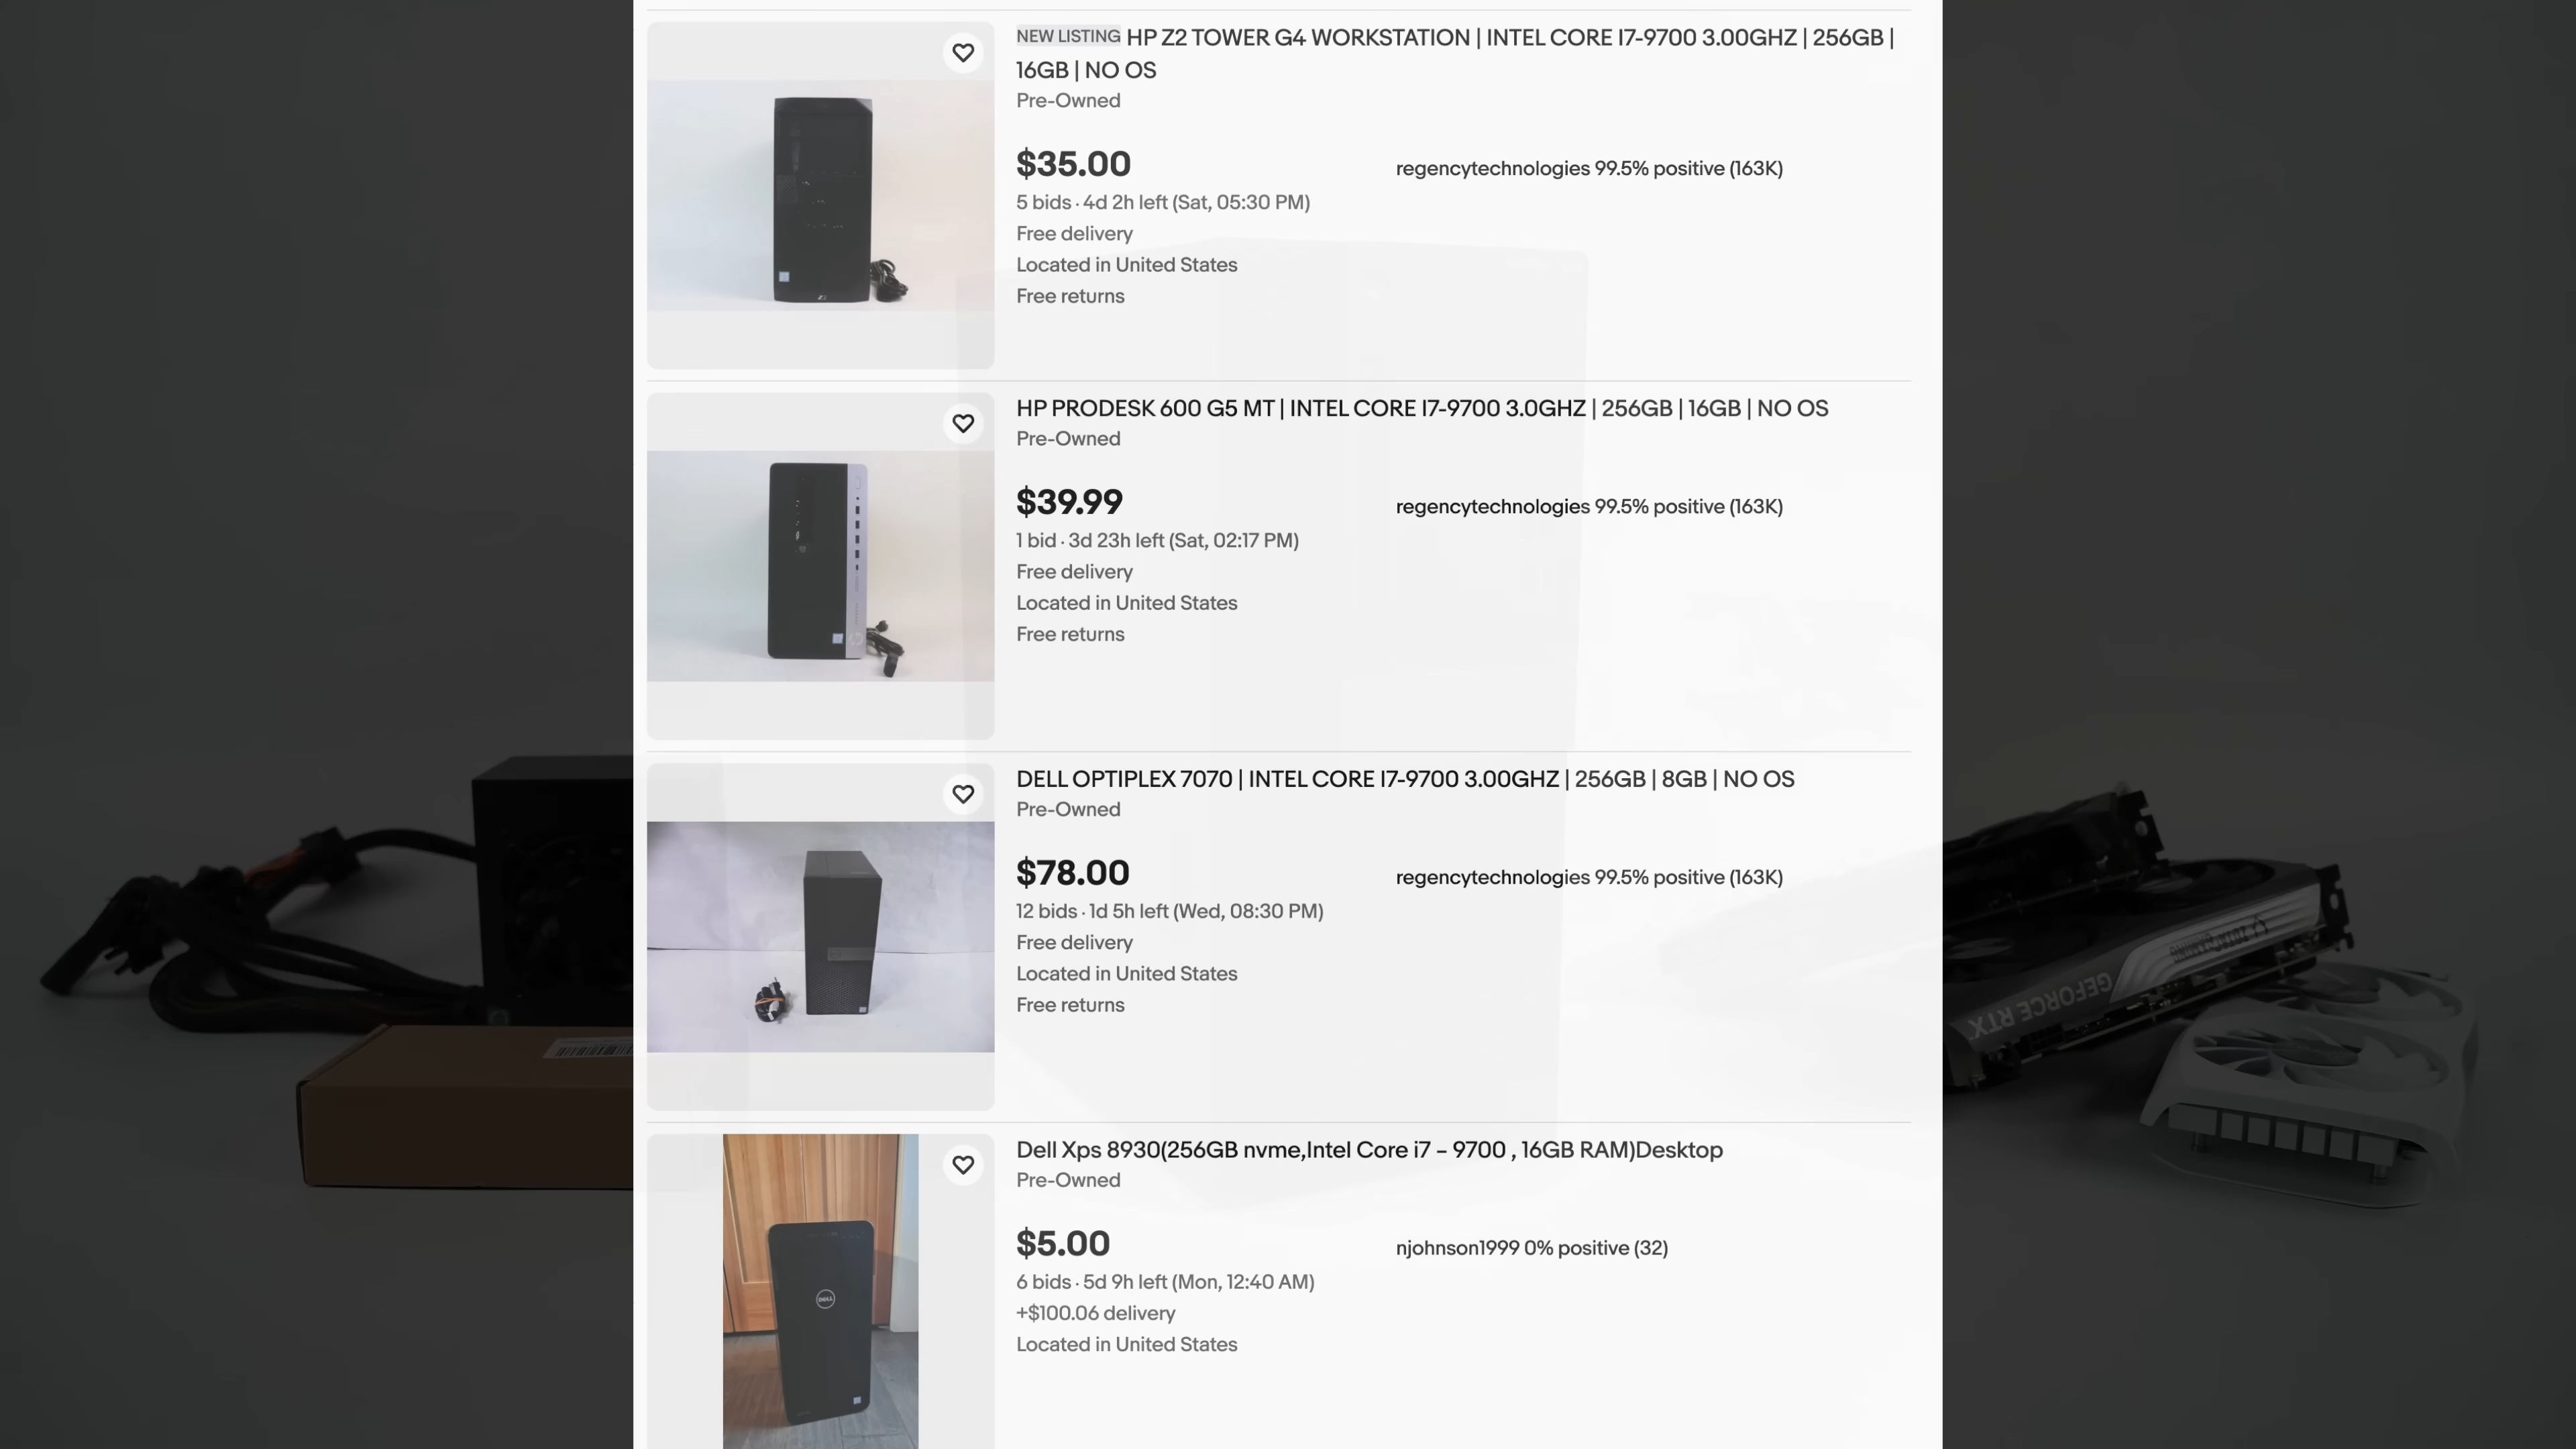 NEW LISTING HP Z2 TOWER G4 WORKSTATION | INTEL CORE I7-9700 3.00GHZ | 256GB |
16GB | NO OS
Pre-Owned
$35.00
regencytechnologies 99.5% positive (163K)
5 bids · 4d 2h left (Sat, 05:30 PM)
Free delivery
Located in United States
Free returns
HP PRODESK 600 G5 MT | INTEL CORE I7-9700 3.0GHZ | 256GB | 16GB | NO OS
Pre-Owned
$39.99
regencytechnologies 99.5% positive (163K)
1 bid · 3d 23h left (Sat, 02:17 PM)
Free delivery
Located in United States
Free returns
DELL OPTIPLEX 7070 | INTEL CORE I7-9700 3.00GHZ | 256GB | 8GB | NO OS
Pre-Owned
$78.00
regencytechnologies 99.5% positive (163K)
12 bids · 1d 5h left (Wed, 08:30 PM)
Free delivery
Located in United States
Free returns
Dell Xps 8930(256GB nvme,Intel Core i7 – 9700 , 16GB RAM)Desktop
Pre-Owned
$5.00
njohnson1999 0% positive (32)
6 bids · 5d 9h left (Mon, 12:40 AM)
+$100.06 delivery
Located in United States
DELL
GEFORCE RTX